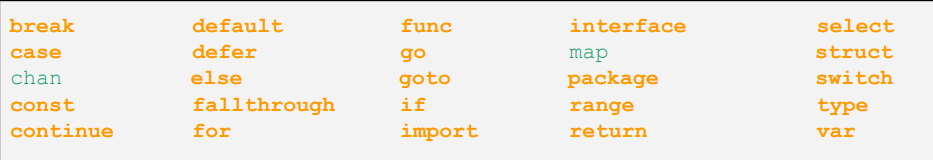 break default func interface select
case defer go map struct
chan else goto package switch
const fallthrough if range type
continue for import return var